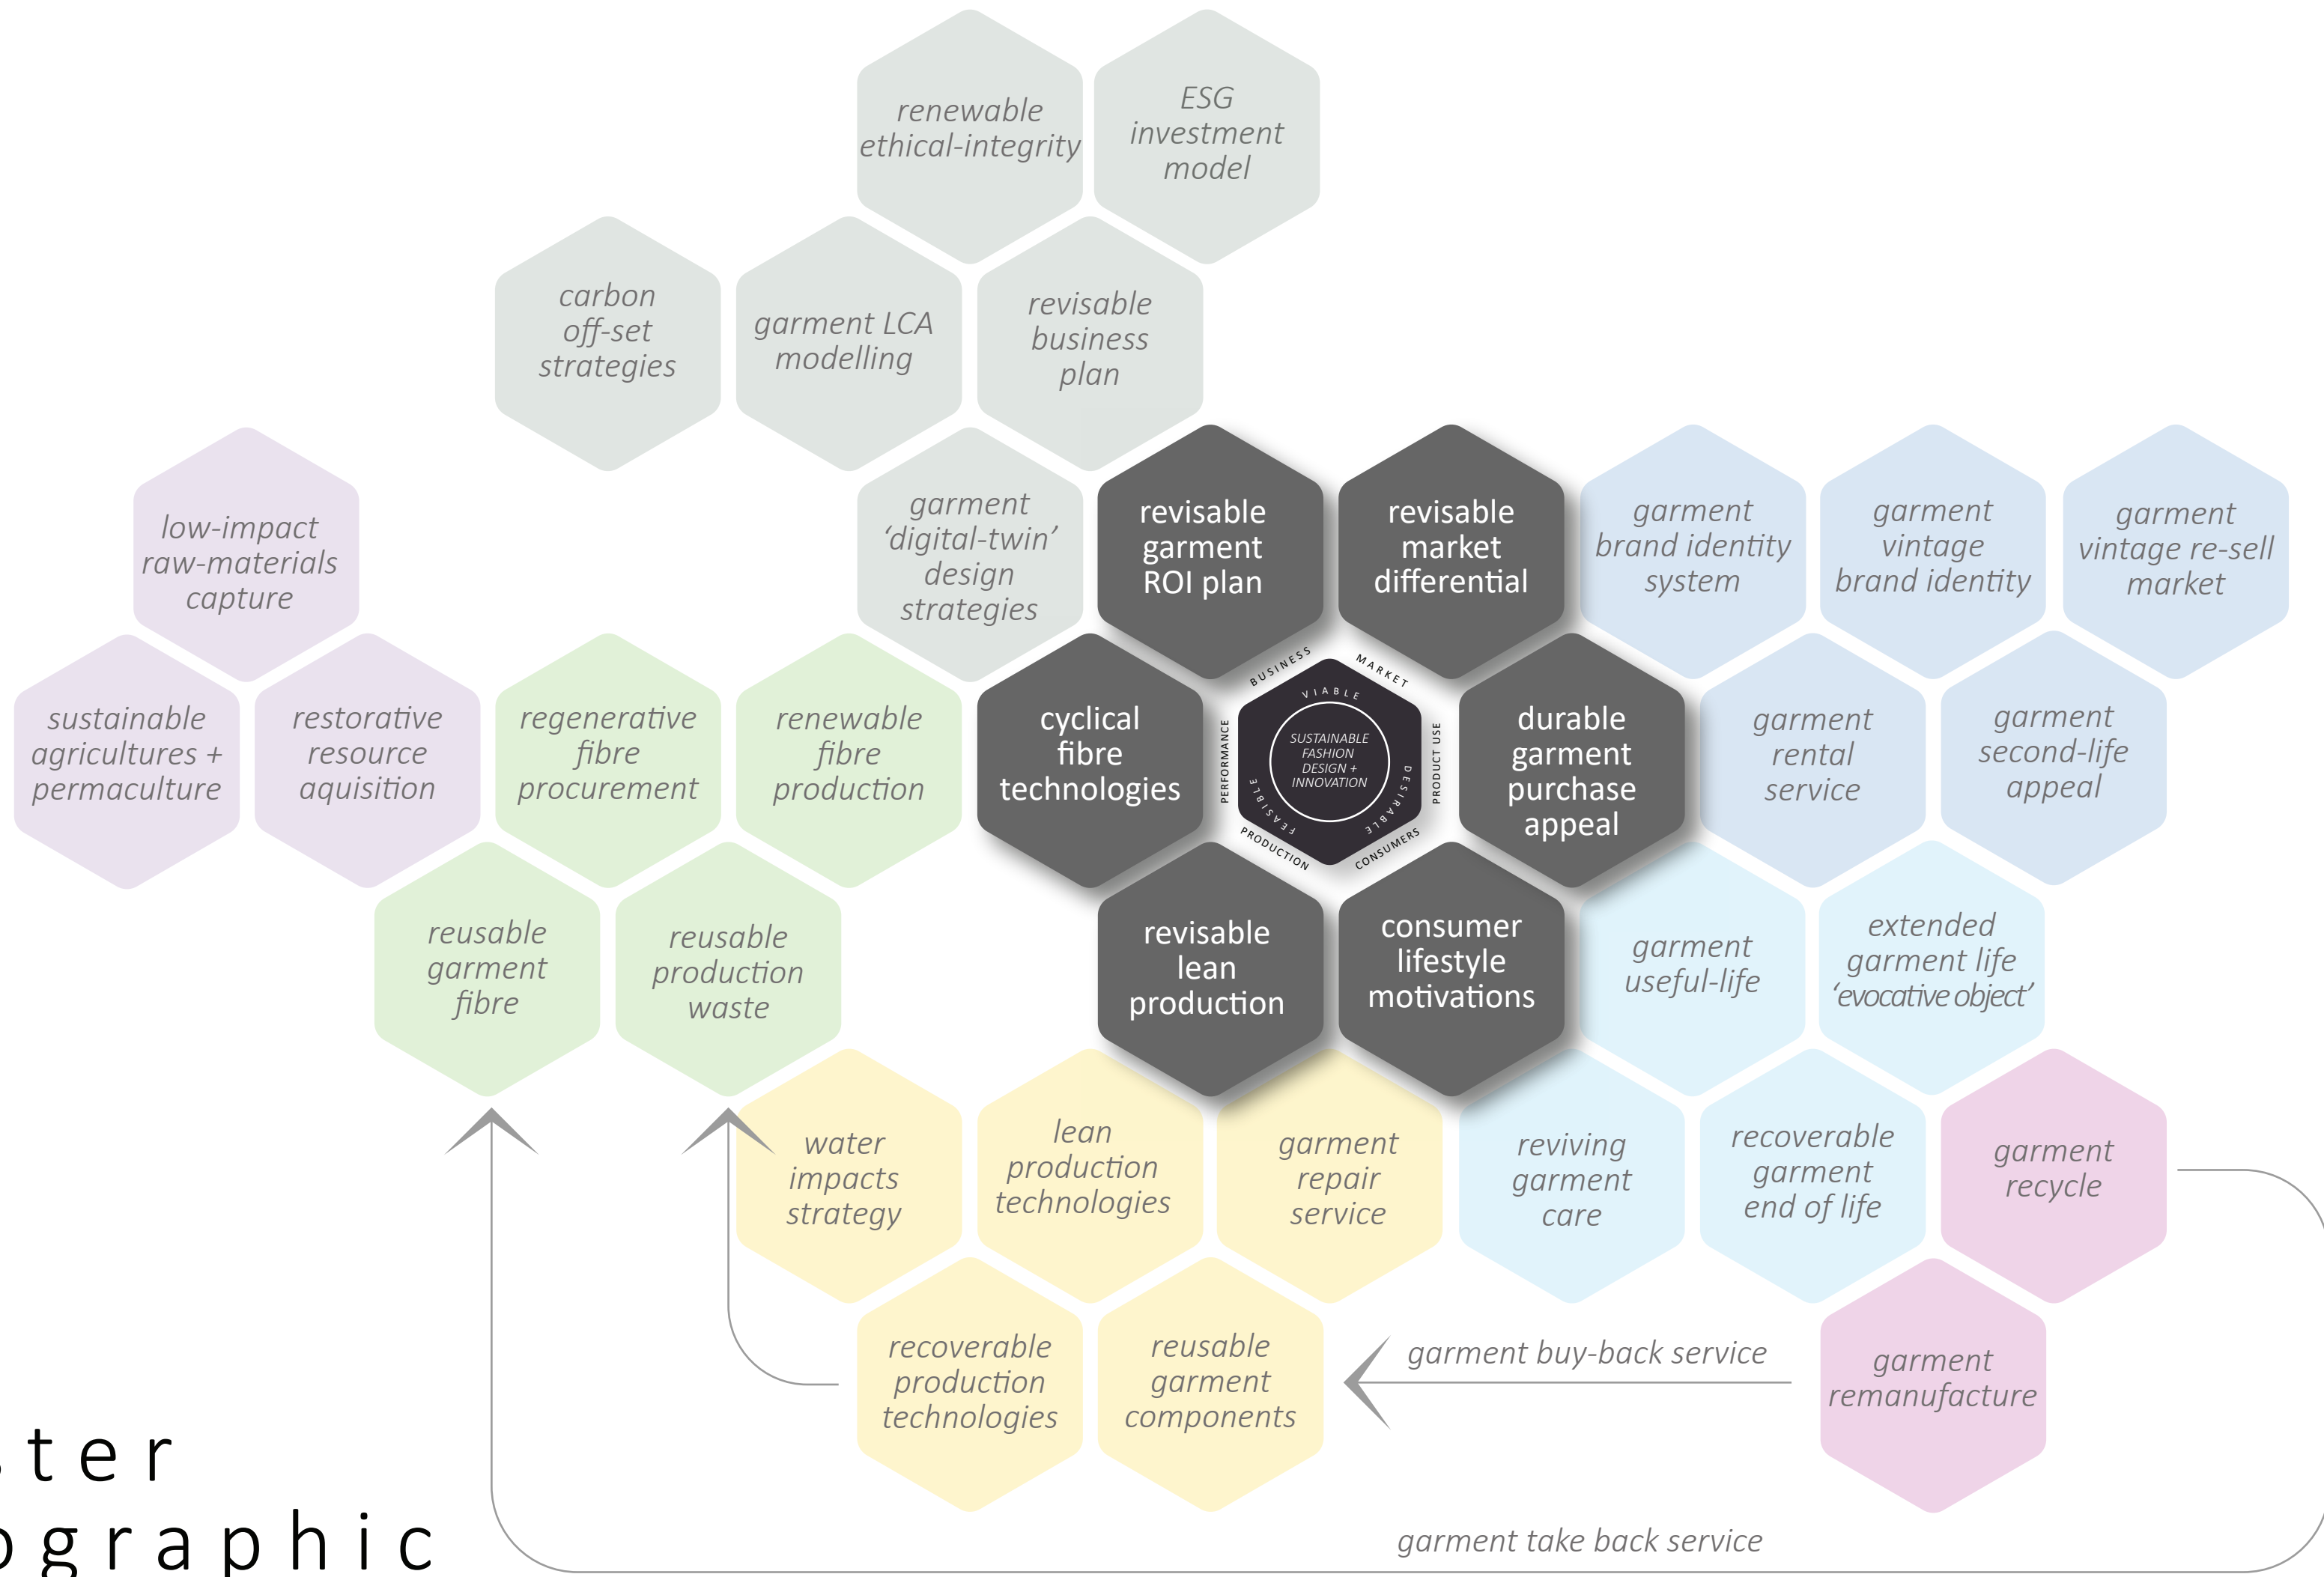 renewable
ethical-integrity
ESG
investment
model
carbon
off-set
strategies
garment LCA
modelling
revisable
business
plan
low-impact
raw-materials
capture
garment
‘digital-twin’
design
strategies
revisable
garment
ROI plan
revisable
market
differential
garment
brand identity
system
garment
vintage
brand identity
garment
vintage re-sell
market
sustainable
agricultures +
permaculture
restorative
resource
aquisition
regenerative
fibre
procurement
renewable
fibre
production
cyclical
fibre
technologies
BUSINESS
MARKET
PERFORMANCE
PRODUCT USE
PRODUCTION
CONSUMERS
VIABLE
FEASIBLE
DESIRABLE
SUSTAINABLE
FASHION
DESIGN +
INNOVATION
durable
garment
purchase
appeal
garment
rental
service
garment
second-life
appeal
reusable
garment
fibre
reusable
production
waste
revisable
lean
production
consumer
lifestyle
motivations
garment
useful-life
extended
garment life
‘evocative object’
water
impacts
strategy
lean
production
technologies
garment
repair
service
reviving
garment
care
recoverable
garment
end of life
garment
recycle
recoverable
production
technologies
reusable
garment
components
garment buy-back service
garment
remanufacture
garment take back service
ter
ographic